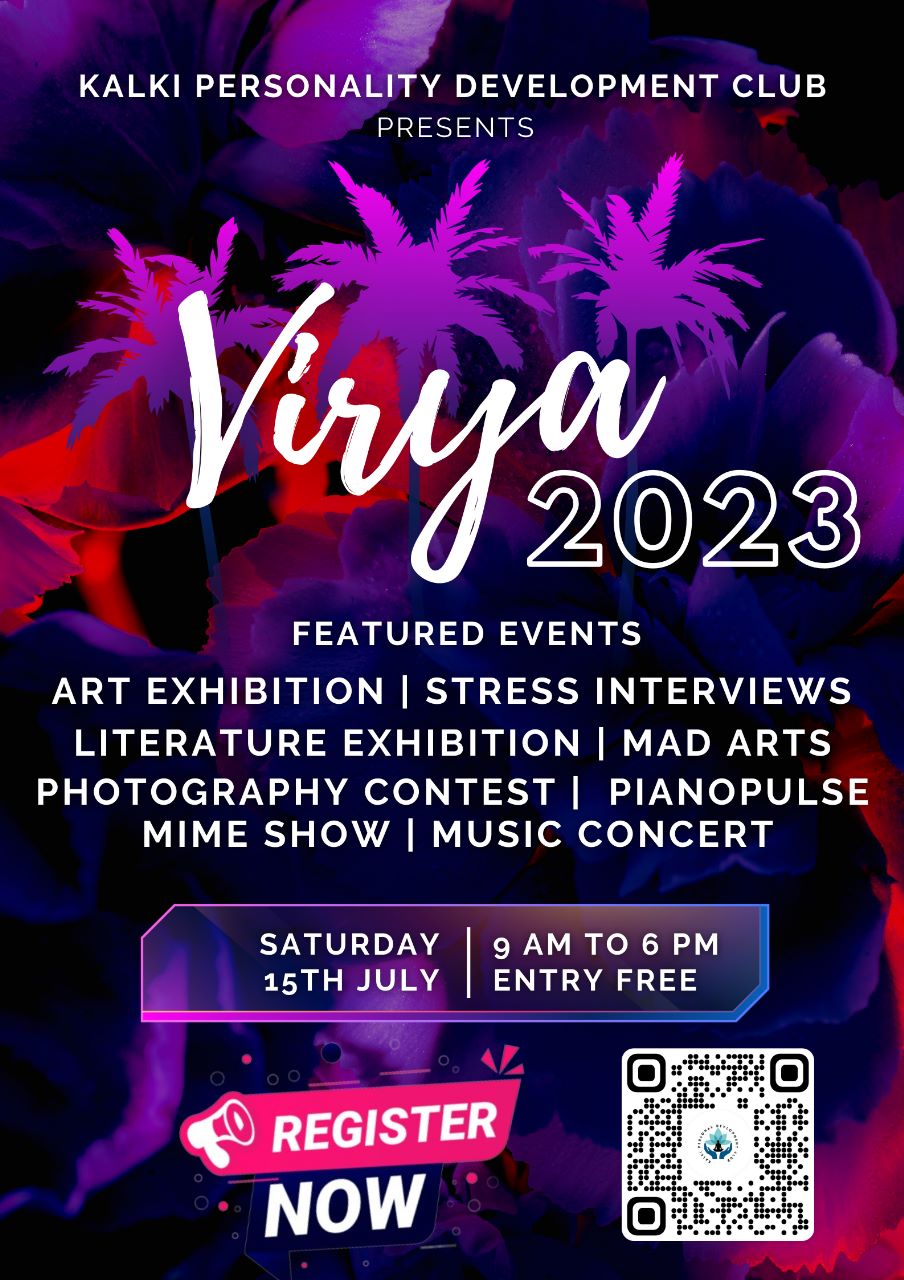 KALKI PERSONALITY DEVELOPMENT CLUB
PRESENTS
Virya
2023
FEATURED EVENTS
ART EXHIBITION | STRESS INTERVIEWS
LITERATURE EXHIBITION | MAD ARTS
PHOTOGRAPHY CONTEST | PIANOPULSE
MIME SHOW | MUSIC CONCERT
SATURDAY | 9 AM TO 6 PM
15TH JULY | ENTRY FREE
REGISTER
NOW